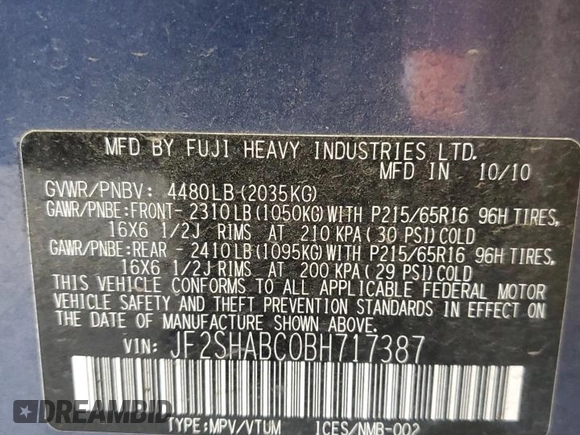 MFD BY FUJI HEAVY INDUSTRIES LTD.
MFD IN 10/10
GVWR/PNBV: 4480LB(2035KG)
GAWR/PNBE:FRONT- 2310LB(1050KG)WITH P215/65R16 96H TIRES,
16X6 1/2J RIMS AT 210 KPA( 30 PSI)COLD
GAWR/PNBE:REAR - 2410LB(1095KG)WITH P215/65R16 96H TIRES,
16X6 1/2J RIMS AT 200 KPA( 29 PSI)COLD
THIS VEHICLE CONFORMS TO ALL APPLICABLE FEDERAL MOTOR
VEHICLE SAFETY AND THEFT PREVENTION STANDARDS IN EFFECT ON
THE DATE OF MANUFACTURE SHOWN ABOVE.
VIN: JF2SHABC0BH717387
TYPE:MPV/VTUM ICES/NMB-002
DREAMBID